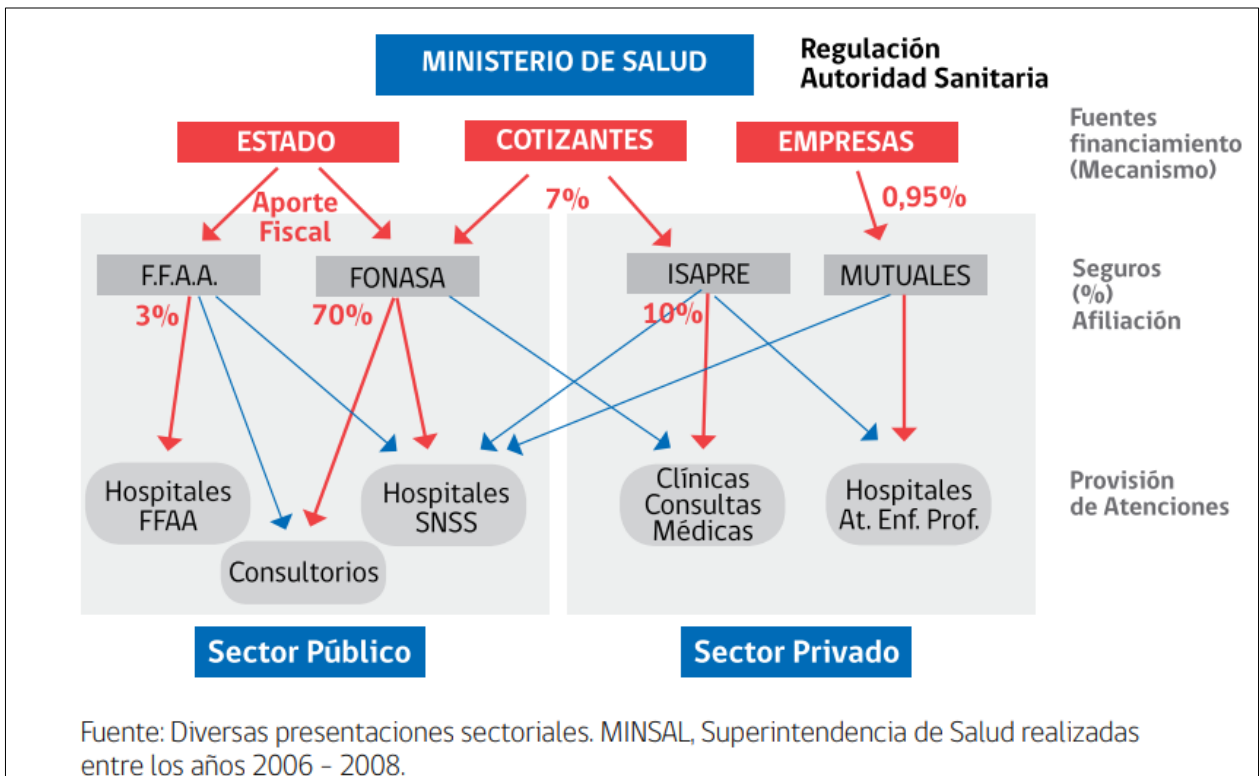 MINISTERIO DE SALUD
Regulación
Autoridad Sanitaria
ESTADO
COTIZANTES
EMPRESAS
Fuentes
financiamiento
(Mecanismo)
Aporte
Fiscal
7%
0,95%
F.F.A.A.
FONASA
ISAPRE
MUTUALES
Seguros
(%)
Afiliación
3%
70%
10%
Hospitales
FFAA
Consultorios
Hospitales
SNSS
Clínicas
Consultas
Médicas
Hospitales
At. Enf. Prof.
Provisión
de Atenciones
Sector Público
Sector Privado
Fuente: Diversas presentaciones sectoriales. MINSAL, Superintendencia de Salud realizadas
entre los años 2006 – 2008.